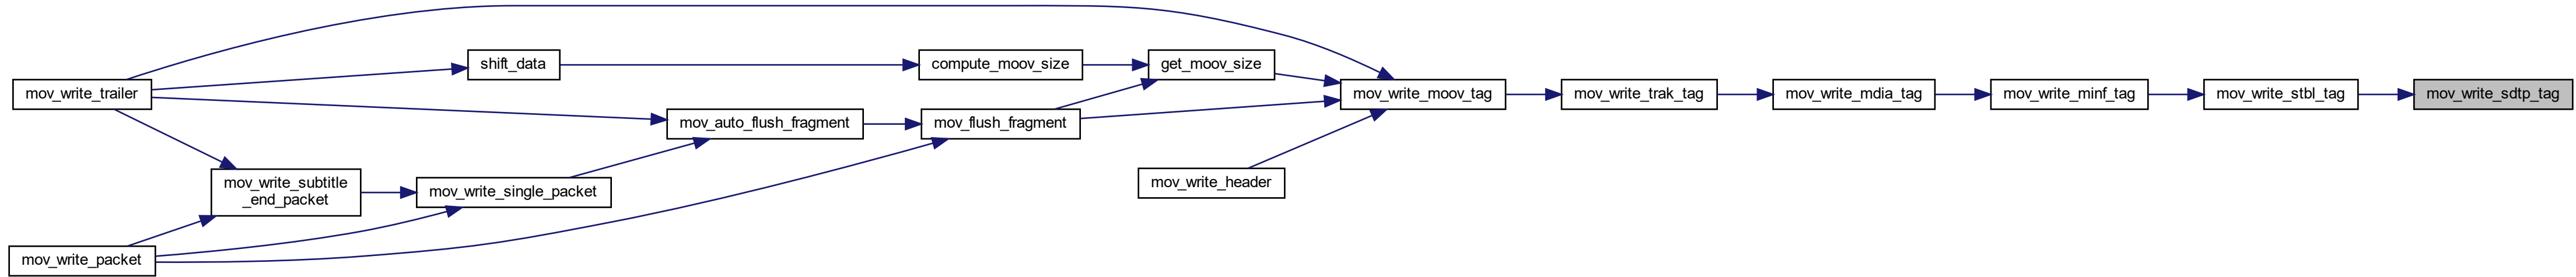 mov_write_trailer
shift_data
compute_moov_size
get_moov_size
mov_auto_flush_fragment
mov_flush_fragment
mov_write_moov_tag
mov_write_trak_tag
mov_write_mdia_tag
mov_write_minf_tag
mov_write_stbl_tag
mov_write_sdtp_tag
mov_write_subtitle
_end_packet
mov_write_single_packet
mov_write_header
mov_write_packet